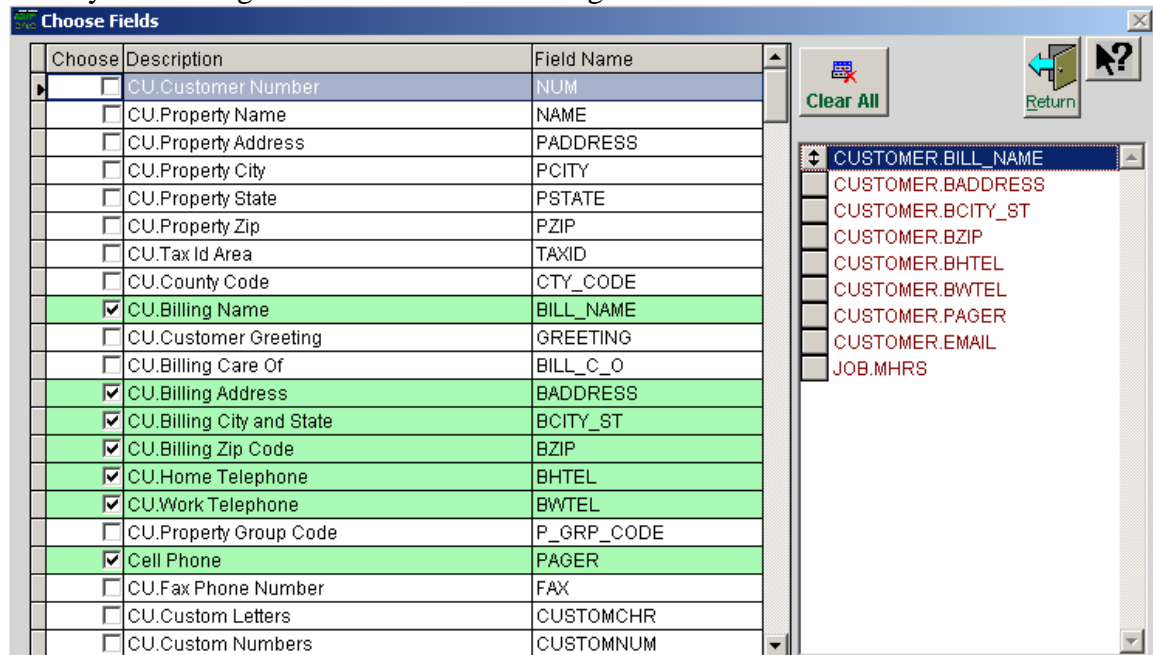 Choose Fields
Choose Description Field Name
CU.Customer Number NUM
CU.Property Name NAME
CU.Property Address PADDRESS
CU.Property City PCITY
CU.Property State PSTATE
CU.Property Zip PZIP
CU.Tax Id Area TAXID
CU.County Code CTY_CODE
CU.Billing Name BILL_NAME
CU.Customer Greeting GREETING
CU.Billing Care Of BILL_C_O
CU.Billing Address BADDRESS
CU.Billing City and State BCITY_ST
CU.Billing Zip Code BZIP
CU.Home Telephone BHTEL
CU.Work Telephone BWTEL
CU.Property Group Code P_GRP_CODE
Cell Phone PAGER
CU.Fax Phone Number FAX
CU.Custom Letters CUSTOMCHR
CU.Custom Numbers CUSTOMNUM
Clear All
Return
CUSTOMER.BILL_NAME
CUSTOMER.BADDRESS
CUSTOMER.BCITY_ST
CUSTOMER.BZIP
CUSTOMER.BHTEL
CUSTOMER.BWTEL
CUSTOMER.PAGER
CUSTOMER.EMAIL
JOB.MHRS